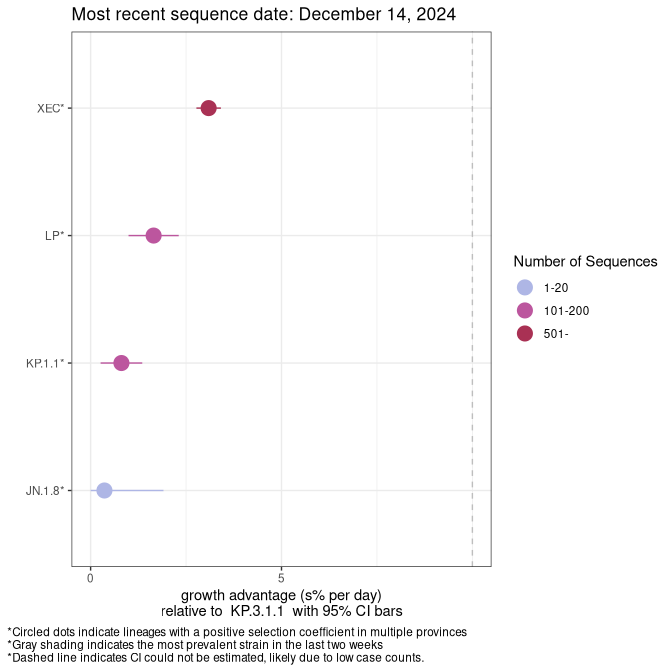 Most recent sequence date: December 14, 2024
XEC*
LP*
KP.1.1*
JN.1.8*
0
5
growth advantage (s% per day)
relative to  KP.3.1.1  with 95% CI bars
Number of Sequences
1-20
101-200
501-
*Circled dots indicate lineages with a positive selection coefficient in multiple provinces
*Gray shading indicates the most prevalent strain in the last two weeks
*Dashed line indicates CI could not be estimated, likely due to low case counts.